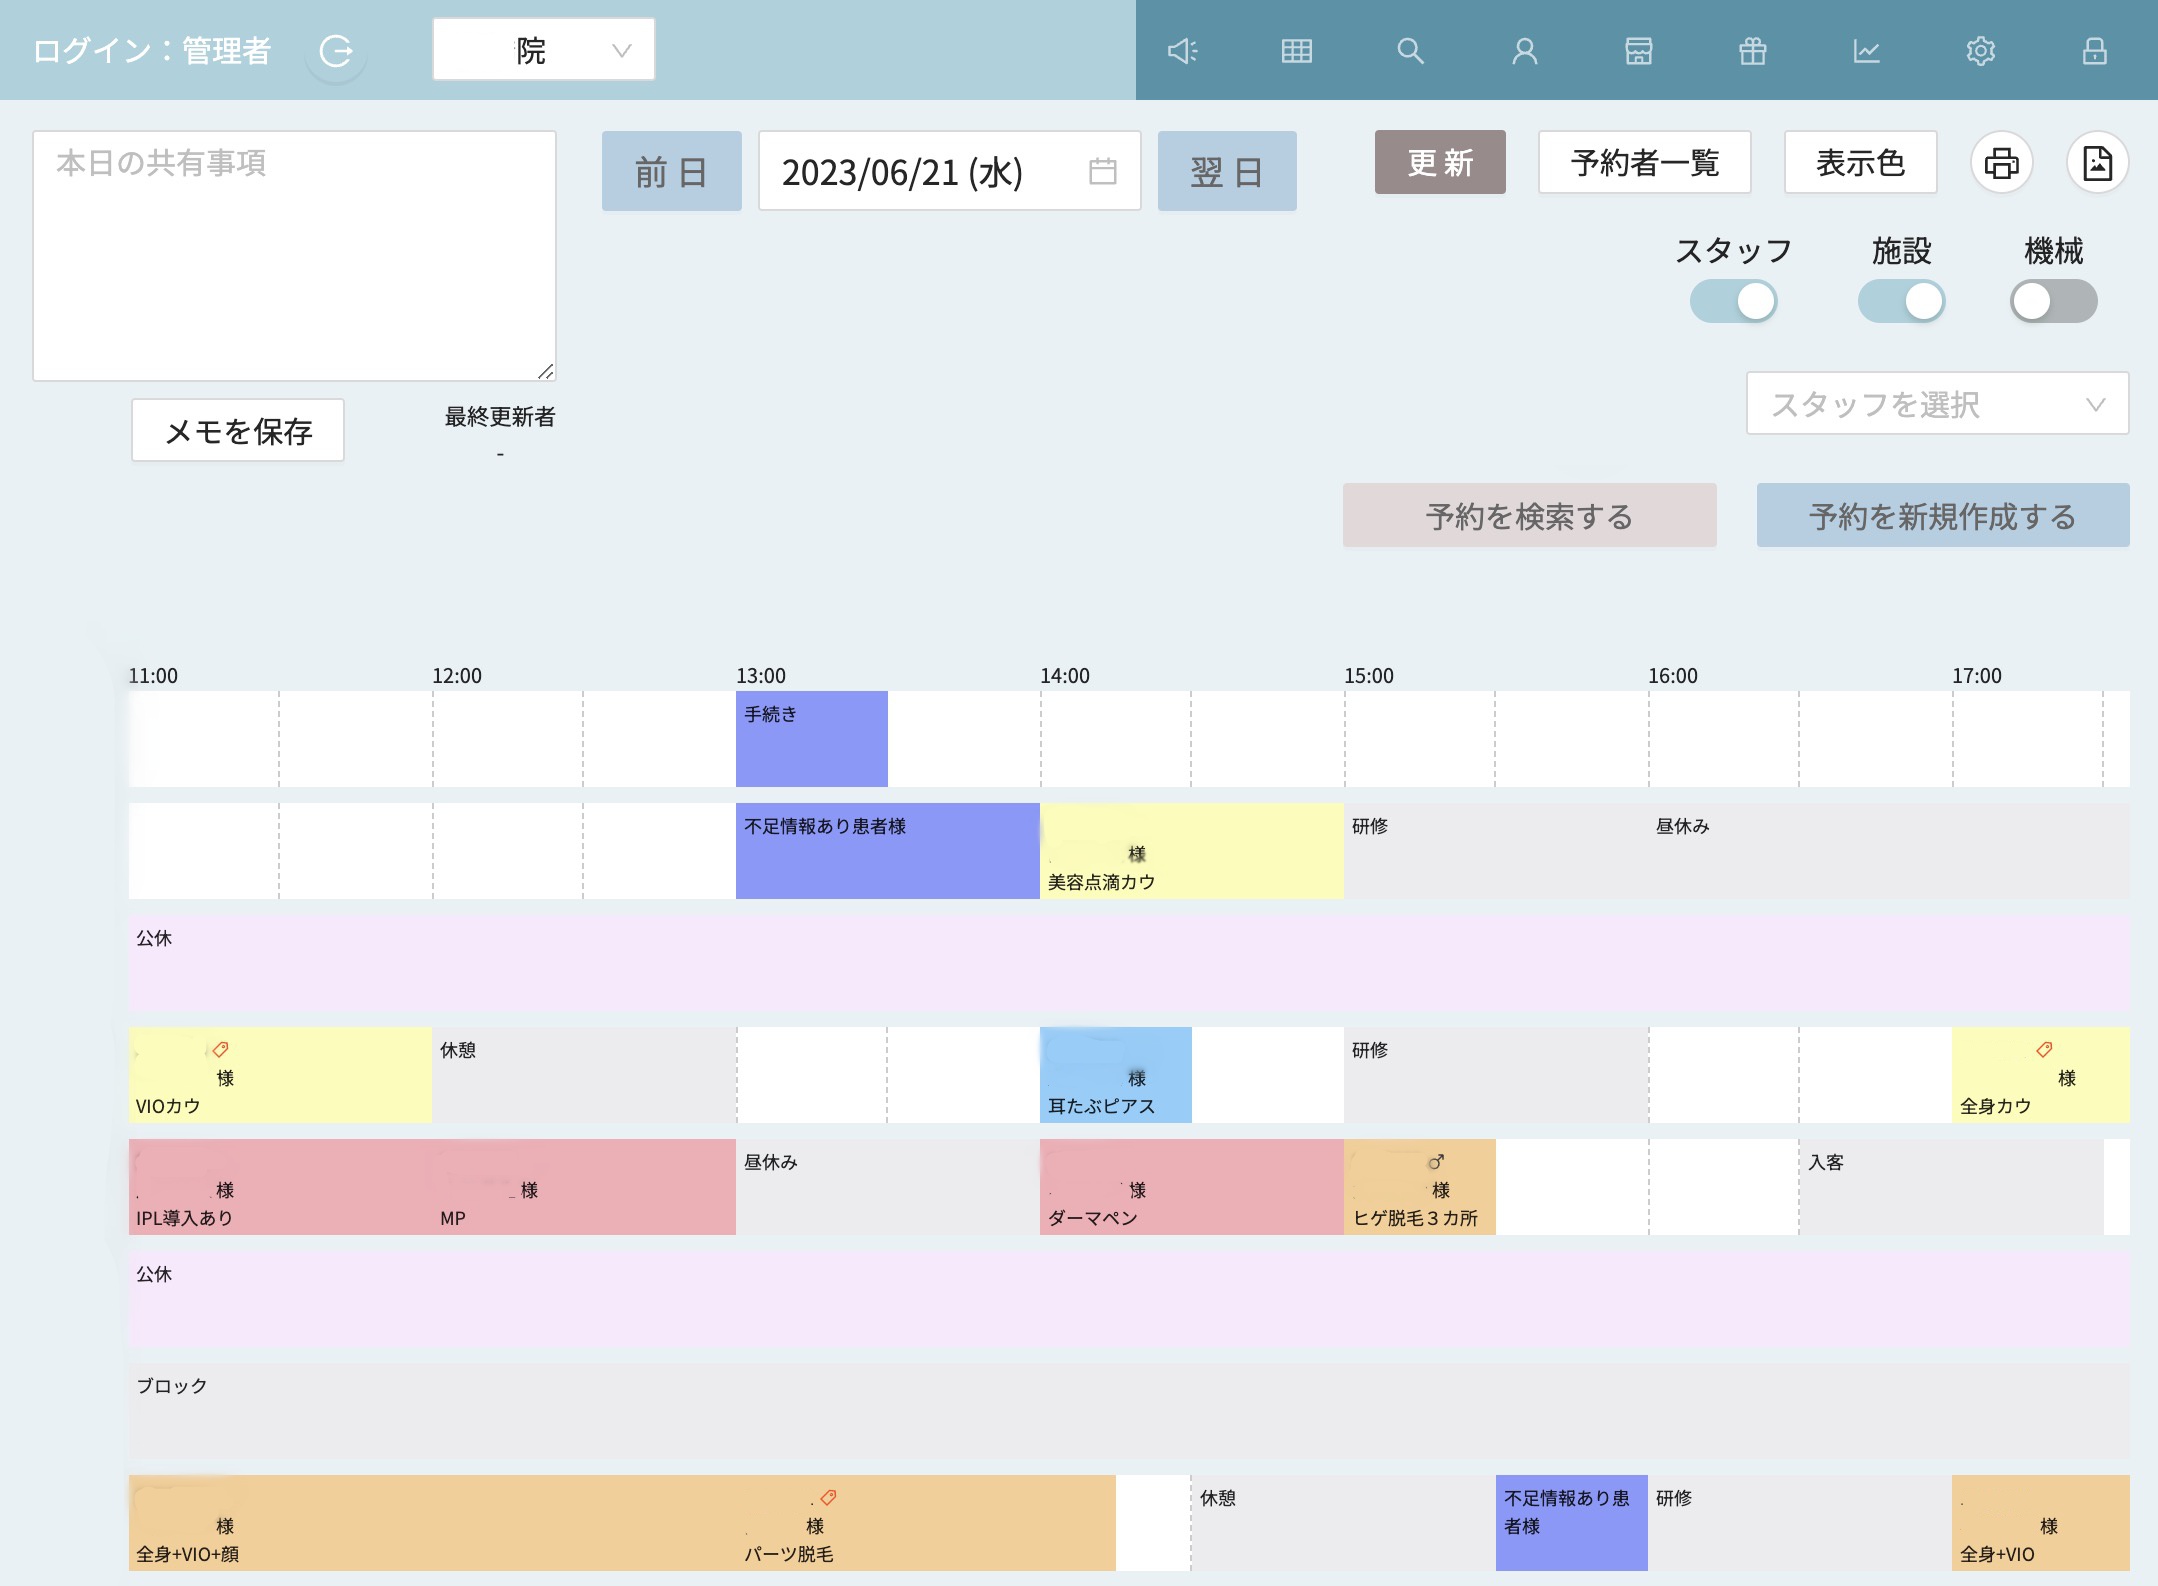 ログイン：管理者
院
本日の共有事項
前日
2023/06/21 (水)
翌日
更新
予約者一覧
表示色
スタッフ
施設
機械
メモを保存
最終更新者
-
スタッフを選択
予約を検索する
予約を新規作成する
11:00 12:00 13:00 14:00 15:00 16:00 17:00
手続き
不足情報あり患者様
様
美容点滴カウ
研修
昼休み
公休
様
VIOカウ
休憩
様
耳たぶピアス
研修
様
全身カウ
様
IPL導入あり
様
MP
昼休み
様
ダーマペン
♂
様
ヒゲ脱毛３カ所
入客
公休
ブロック
様
全身+VIO+顔
様
パーツ脱毛
休憩
不足情報あり患
者様
研修
様
全身+VIO